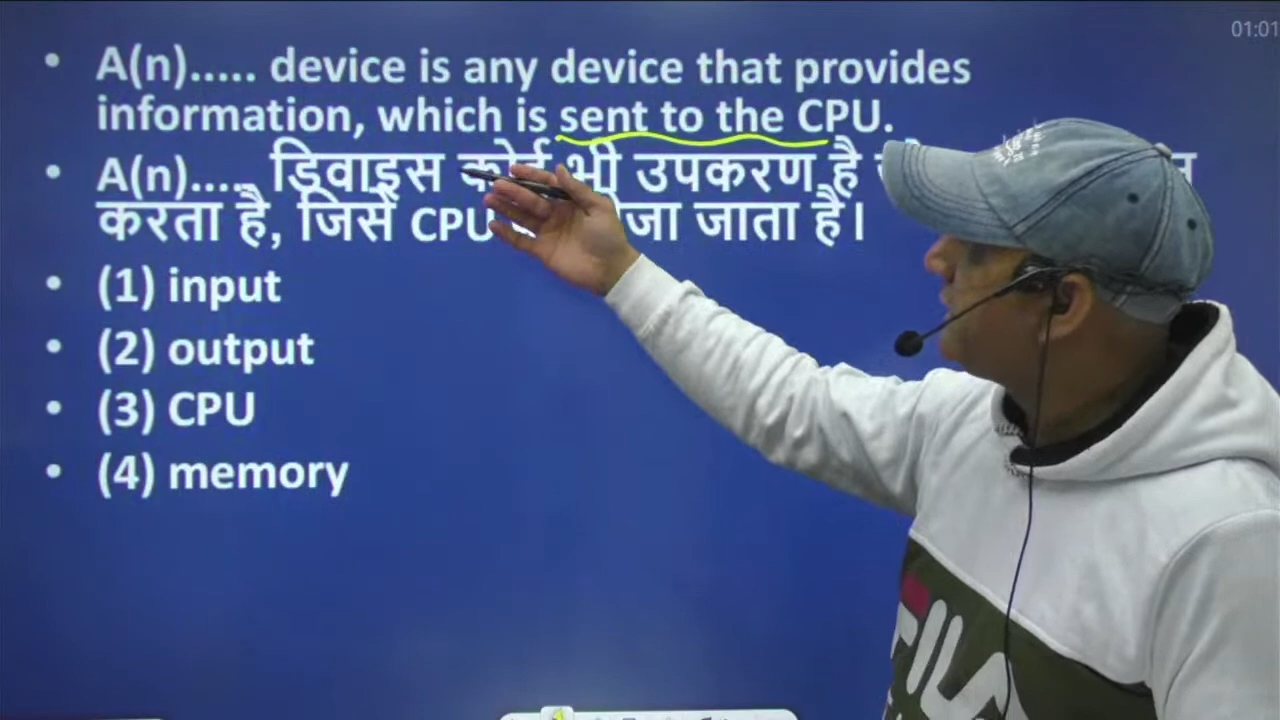 01:01
• A(n)..... device is any device that provides
information, which is sent to the CPU.
• A(n)..... डिवाइस कोई भी उपकरण है
करता है, जिसे CPU जाता है।
• (1) input
• (2) output
• (3) CPU
• (4) memory
FILA